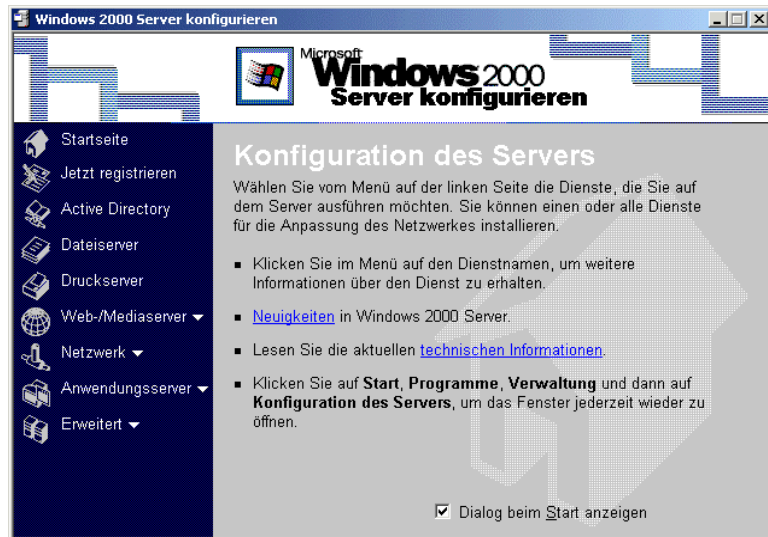 Windows 2000 Server konfigurieren
Microsoft
Windows 2000
Server konfigurieren
Startseite
Jetzt registrieren
Active Directory
Dateiserver
Druckserver
Web-/Mediaserver
Netzwerk
Anwendungsserver
Erweitert
Konfiguration des Servers
Wählen Sie vom Menü auf der linken Seite die Dienste, die Sie auf
dem Server ausführen möchten. Sie können einen oder alle Dienste
für die Anpassung des Netzwerkes installieren.
Klicken Sie im Menü auf den Dienstnamen, um weitere
Informationen über den Dienst zu erhalten.
Neuigkeiten in Windows 2000 Server.
Lesen Sie die aktuellen technischen Informationen.
Klicken Sie auf Start, Programme, Verwaltung und dann auf
Konfiguration des Servers, um das Fenster jederzeit wieder zu
öffnen.
Dialog beim Start anzeigen